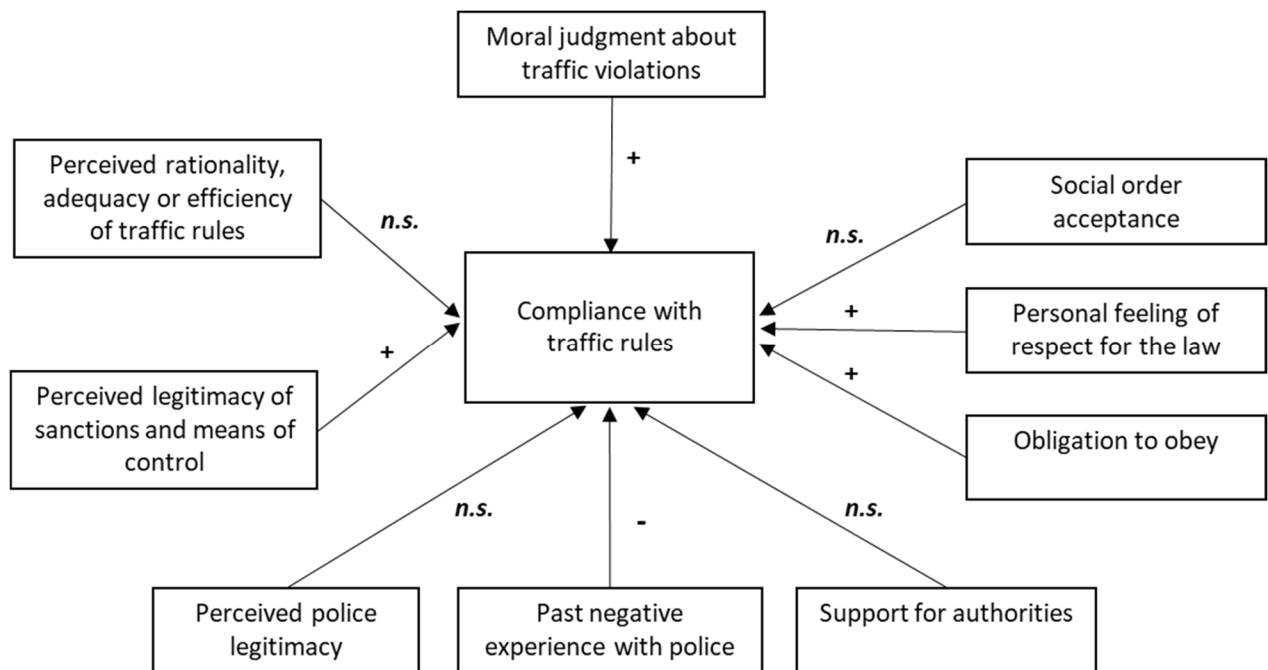 Moral judgment about
traffic violations
+
Perceived rationality,
adequacy or efficiency
of traffic rules
n.s.
Social order
acceptance
n.s.
Compliance with
traffic rules
+
Personal feeling of
respect for the law
+
Perceived legitimacy of
sanctions and means of
control
+
Obligation to obey
n.s.
-
n.s.
Perceived police
legitimacy
Past negative
experience with police
Support for authorities